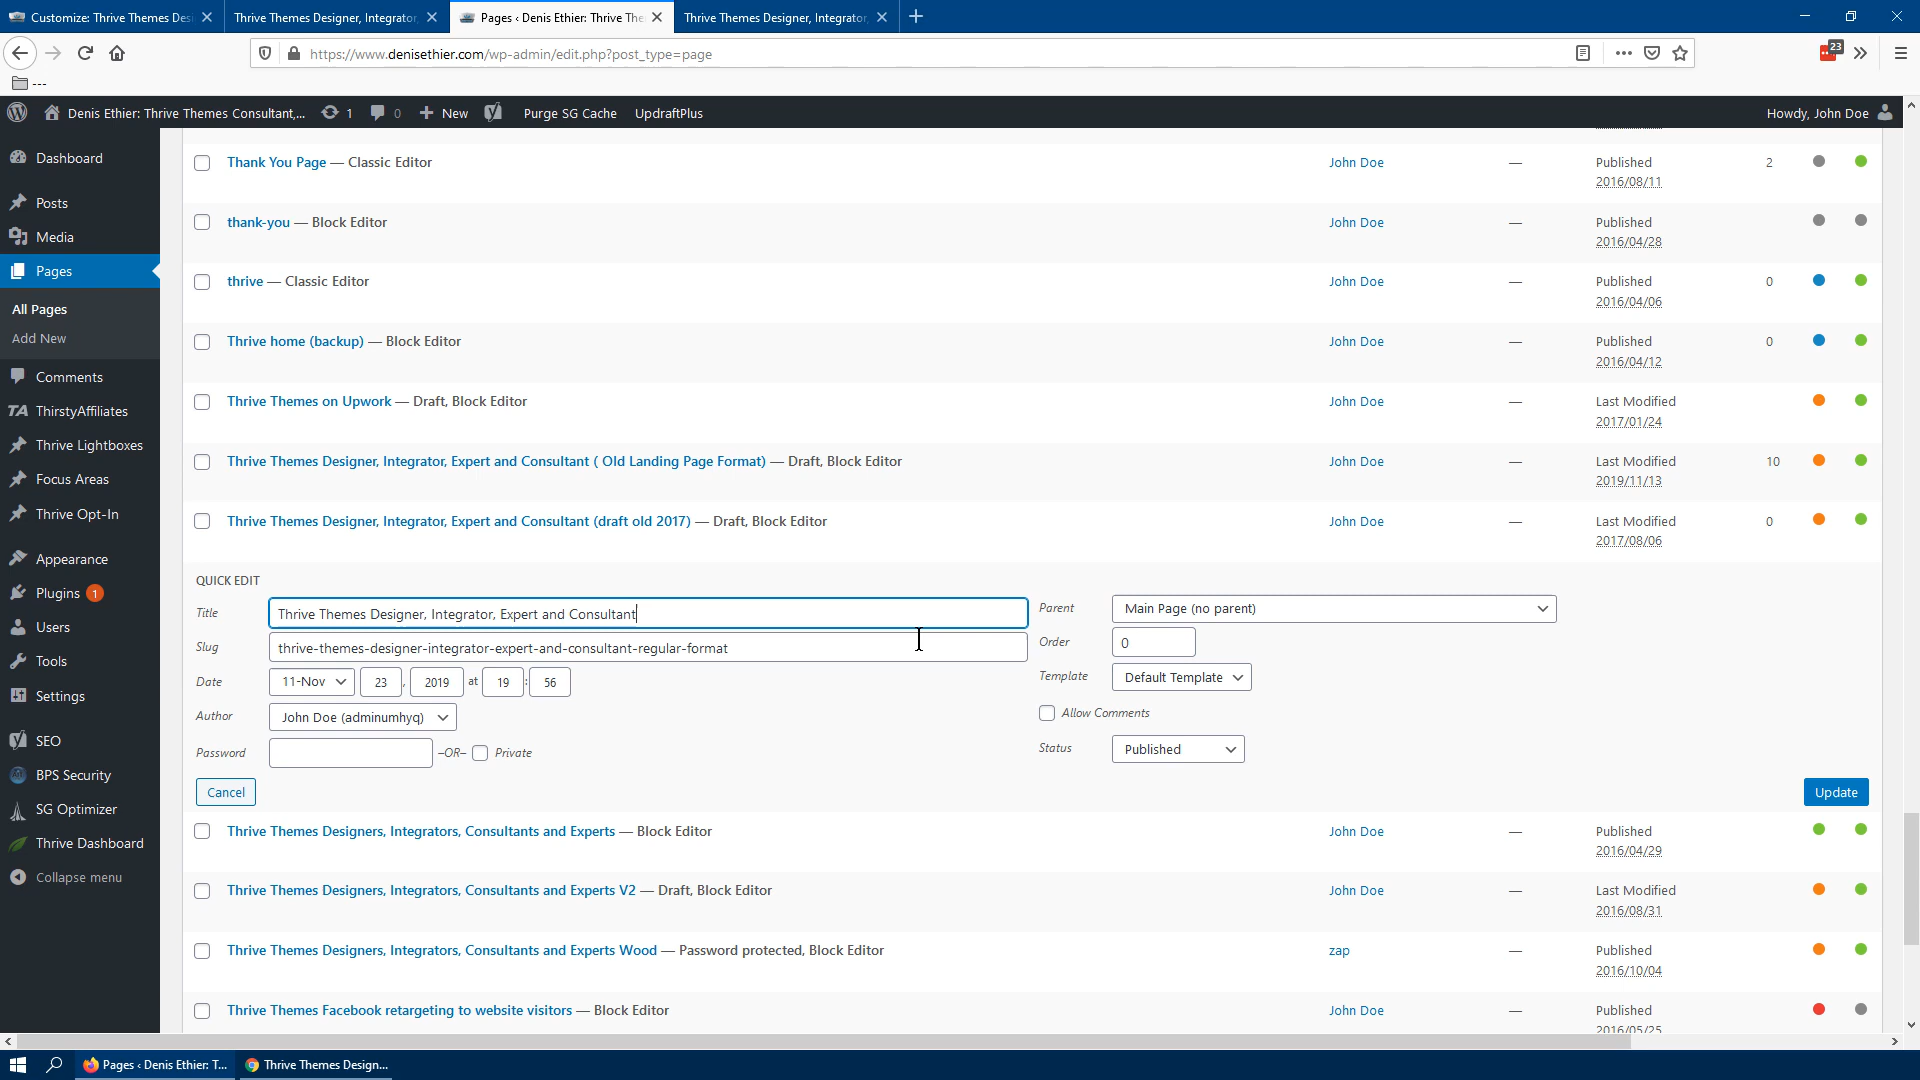 Customize: Thrive Themes Des
Thrive Themes Designer, Integrator,
Pages ‹ Denis Ethier: Thrive The
Thrive Themes Designer, Integrator,
https://www.denisethier.com/wp-admin/edit.php?post_type=page
23
---
Denis Ethier: Thrive Themes Consultant,...
1
0
New
Purge SG Cache
UpdraftPlus
Howdy, John Doe
Dashboard
Posts
Media
Pages
All Pages
Add New
Comments
ThirstyAffiliates
Thrive Lightboxes
Focus Areas
Thrive Opt-In
Appearance
Plugins 1
Users
Tools
Settings
SEO
BPS Security
SG Optimizer
Thrive Dashboard
Collapse menu
Thank You Page — Classic Editor John Doe — Published 2
2016/08/11
thank-you — Block Editor John Doe — Published
2016/04/28
thrive — Classic Editor John Doe — Published 0
2016/04/06
Thrive home (backup) — Block Editor John Doe — Published 0
2016/04/12
Thrive Themes on Upwork — Draft, Block Editor John Doe — Last Modified
2017/01/24
Thrive Themes Designer, Integrator, Expert and Consultant ( Old Landing Page Format) — Draft, Block Editor John Doe — Last Modified 10
2019/11/13
Thrive Themes Designer, Integrator, Expert and Consultant (draft old 2017) — Draft, Block Editor John Doe — Last Modified 0
2017/08/06
QUICK EDIT
Title Thrive Themes Designer, Integrator, Expert and Consultant
Slug thrive-themes-designer-integrator-expert-and-consultant-regular-format
Date 11-Nov 23 , 2019 at 19 : 56
Author John Doe (adminumhyq)
Password –OR– Private
Parent Main Page (no parent)
Order 0
Template Default Template
Allow Comments
Status Published
Cancel
Update
Thrive Themes Designers, Integrators, Consultants and Experts — Block Editor John Doe — Published
2016/04/29
Thrive Themes Designers, Integrators, Consultants and Experts V2 — Draft, Block Editor John Doe — Last Modified
2016/08/31
Thrive Themes Designers, Integrators, Consultants and Experts Wood — Password protected, Block Editor zap — Published
2016/10/04
Thrive Themes Facebook retargeting to website visitors — Block Editor John Doe — Published
2016/05/25
Pages ‹ Denis Ethier: T...
Thrive Themes Design...